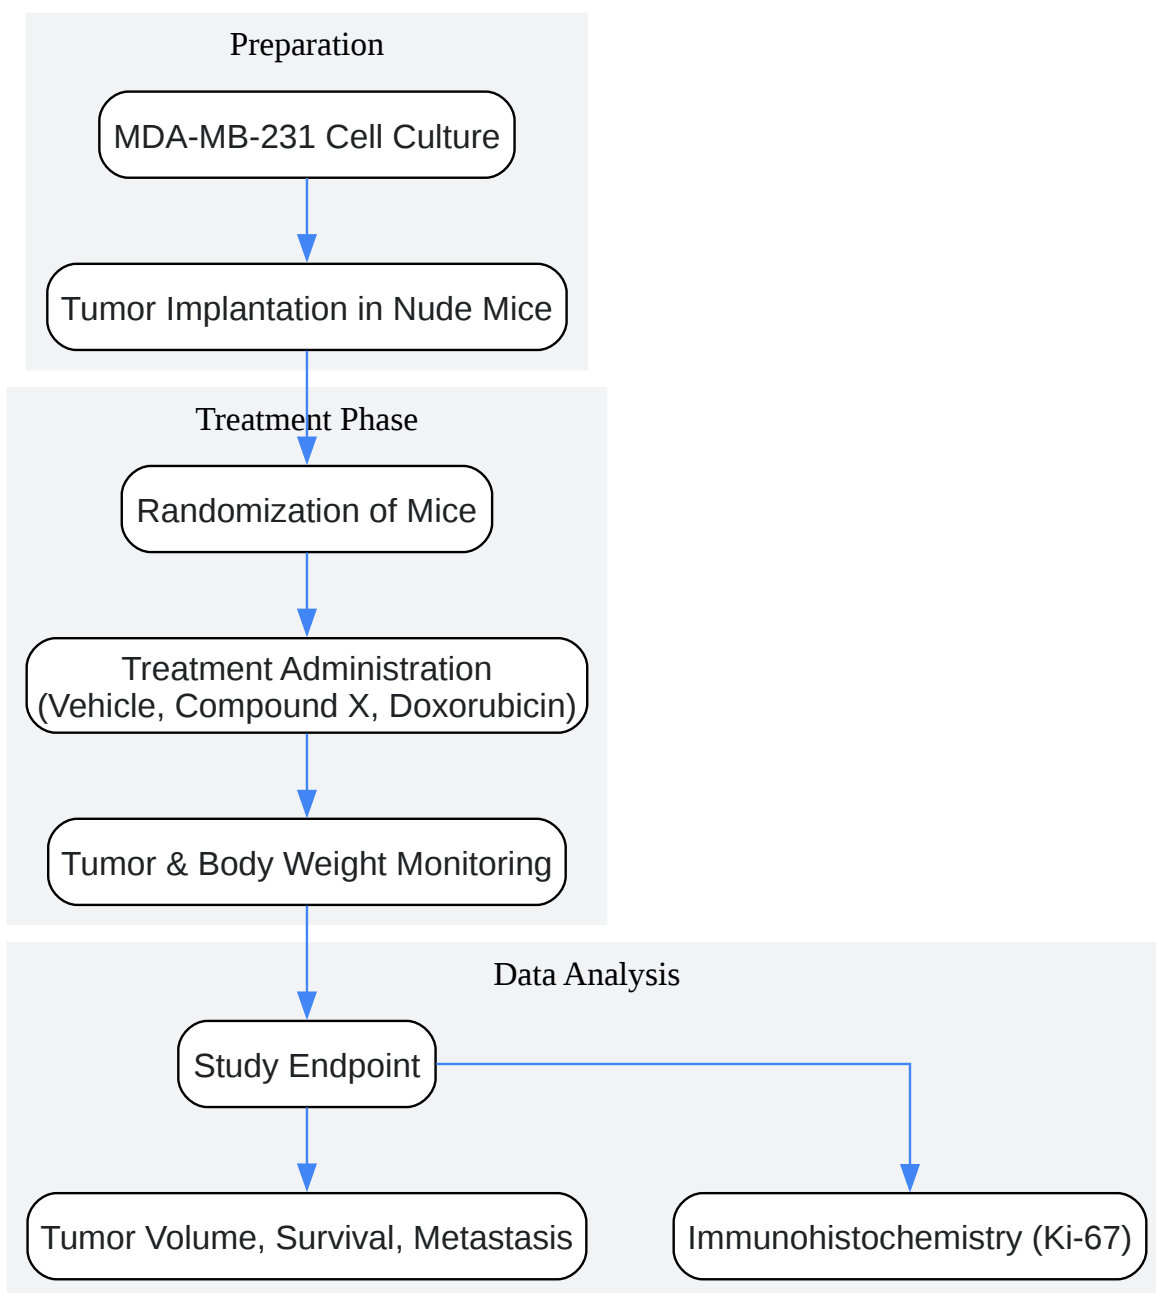 Preparation
MDA-MB-231 Cell Culture
Tumor Implantation in Nude Mice
Treatment Phase
Randomization of Mice
Treatment Administration
(Vehicle, Compound X, Doxorubicin)
Tumor & Body Weight Monitoring
Data Analysis
Study Endpoint
Tumor Volume, Survival, Metastasis
Immunohistochemistry (Ki-67)